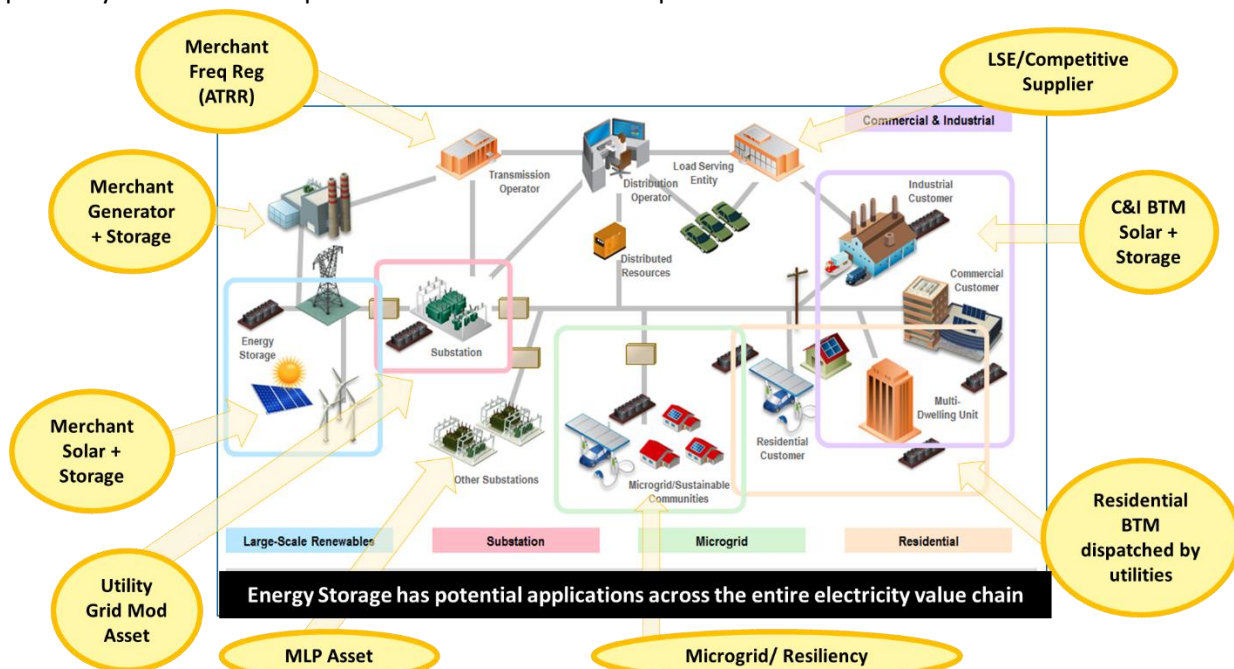 Merchant
Freq Reg
(ATRR)
LSE/Competitive
Supplier
Commercial & Industrial
Transmission
Operator
Distribution
Operator
Load Serving
Entity
Industrial
Customer
Merchant
Generator
+ Storage
C&I BTM
Solar +
Storage
Distributed
Resources
Commercial
Customer
Energy
Storage
Substation
Multi-
Dwelling Unit
Merchant
Solar +
Storage
Residential
Customer
Other Substations
Microgrid/Sustainable
Communities
Residential
BTM
dispatched by
utilities
Large-Scale Renewables
Substation
Microgrid
Residential
Utility
Grid Mod
Asset
Energy Storage has potential applications across the entire electricity value chain
MLP Asset
Microgrid/ Resiliency